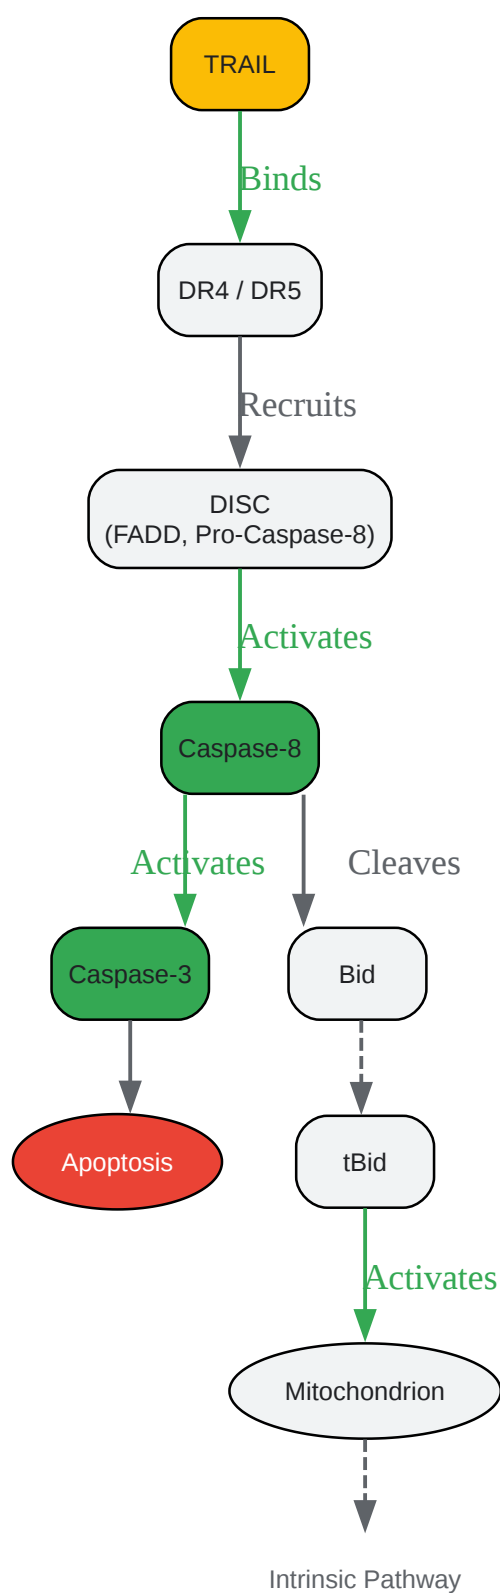 TRAIL
Binds
DR4 / DR5
Recruits
DISC
(FADD, Pro-Caspase-8)
Activates
Caspase-8
Activates
Cleaves
Caspase-3
Bid
Apoptosis
tBid
Activates
Mitochondrion
Intrinsic Pathway